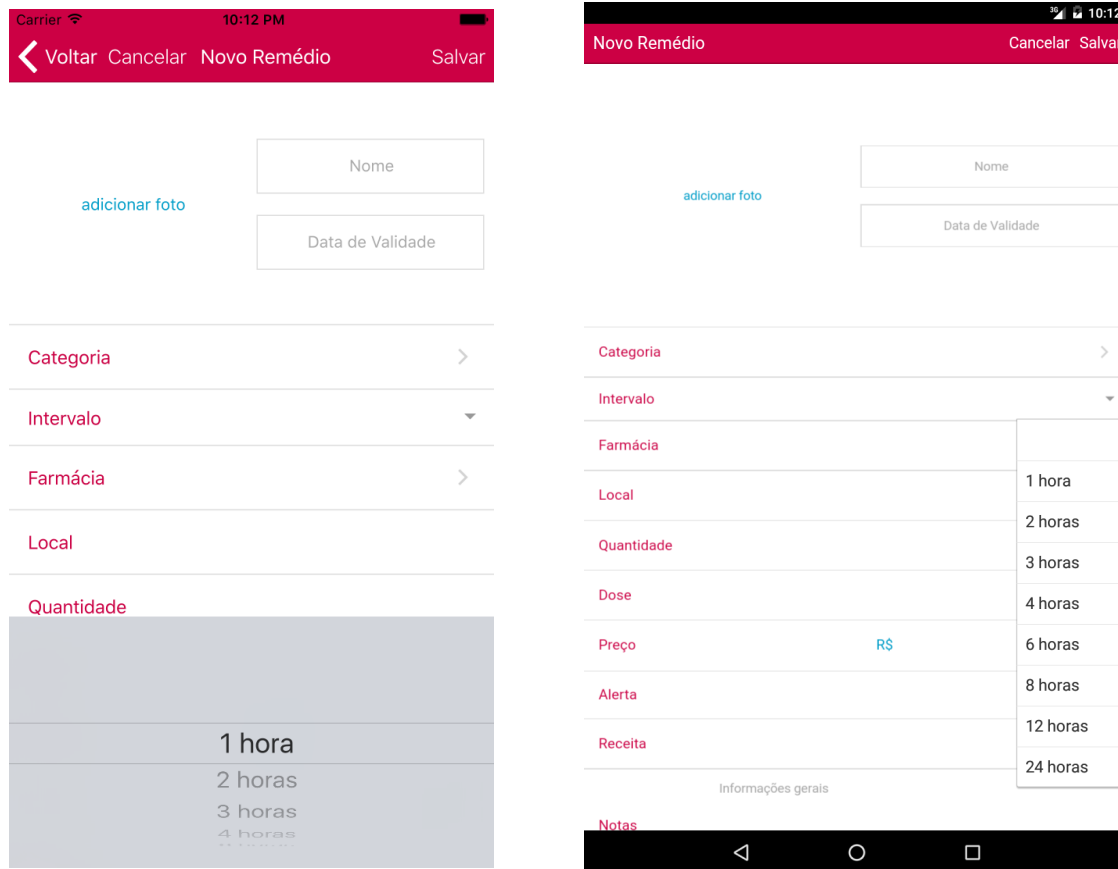 Carrier 10:12 PM
Voltar Cancelar Novo Remédio Salvar
Nome
adicionar foto
Data de Validade
Categoria
Intervalo
Farmácia
Local
Quantidade
1 hora
2 horas
3 horas
4 horas
3G 10:12
Novo Remédio Cancelar Salvar
Nome
adicionar foto
Data de Validade
Categoria
Intervalo
Farmácia
1 hora
Local
2 horas
Quantidade
3 horas
Dose
4 horas
Preço R$ 6 horas
Alerta
8 horas
12 horas
Receita
24 horas
Informações gerais
Notas